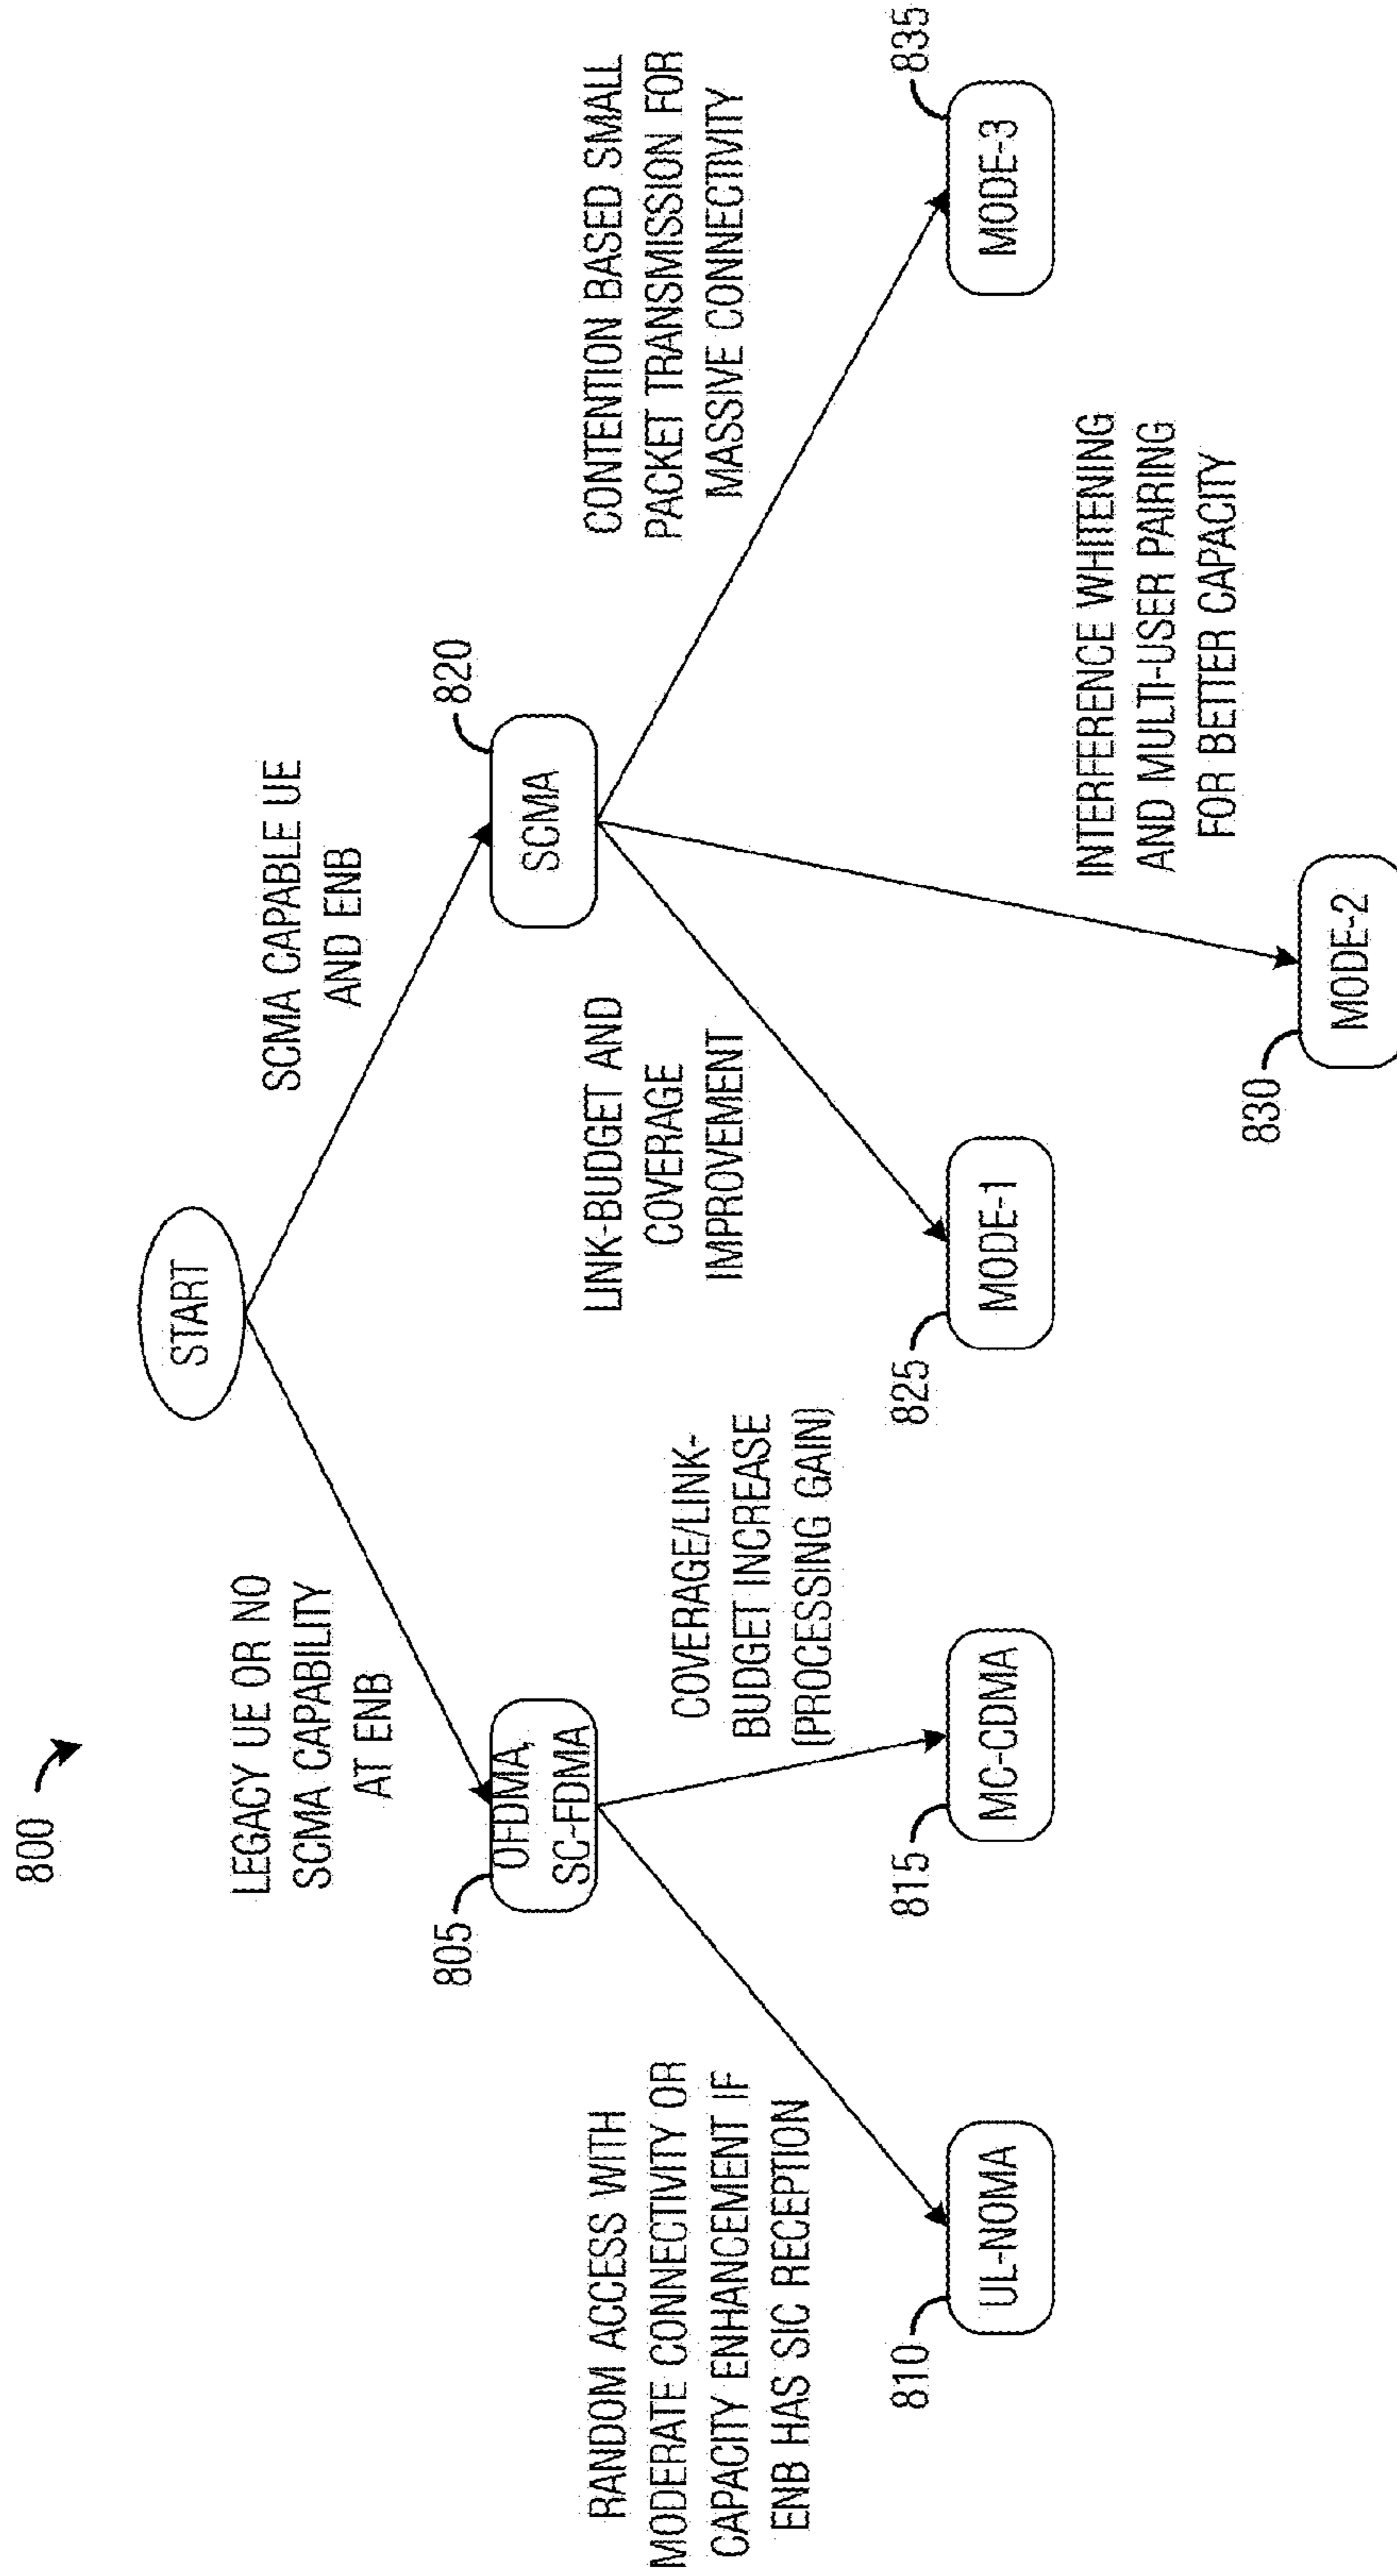 800
START
LEGACY UE OR NO
SCMA CAPABILITY
AT ENB
SCMA CAPABLE UE
AND ENB
805
OFDMA,
SC-FDMA
820
SCMA
RANDOM ACCESS WITH
MODERATE CONNECTIVITY OR
CAPACITY ENHANCEMENT IF
ENB HAS SIC RECEPTION
COVERAGE/LINK-
BUDGET INCREASE
(PROCESSING GAIN)
LINK-BUDGET AND
COVERAGE
IMPROVEMENT
CONTENTION BASED SMALL
PACKET TRANSMISSION FOR
MASSIVE CONNECTIVITY
810
UL-NOMA
815
MC-CDMA
825
MODE-1
835
MODE-3
INTERFERENCE WHITENING
AND MULTI-USER PAIRING
FOR BETTER CAPACITY
830
MODE-2